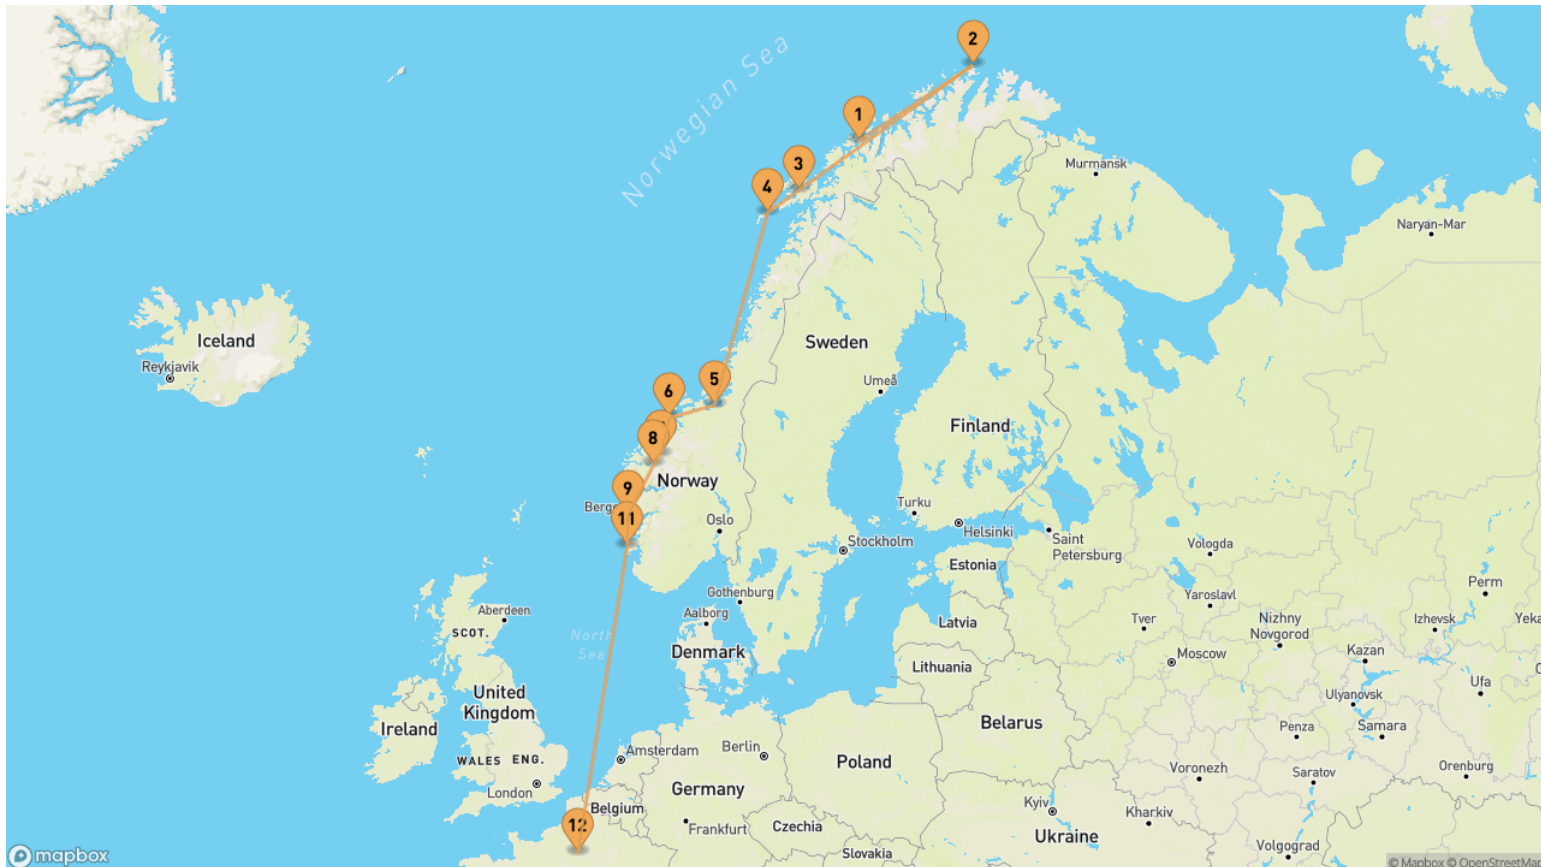 2
Norwegian Sea
1
Murmansk
3
4
Naryan-Mar
Iceland
Sweden
Reykjavik
5
Umeå
6
Finland
8
Norway
9
Turku
Berg
11
Oslo
Helsinki
Saint
Petersburg
Stockholm
Vologda
Estonia
Perm
Gothenburg
Yaroslavl
Aalborg
Aberdeen
Tver
Nizhny
Novgorod
Izhevsk
Yeka
Latvia
SCOT.
North
Sea
Denmark
Moscow
Kazan
Lithuania
Ufa
United
Kingdom
Ulyanovsk
Ireland
Belarus
Penza
Samara
Amsterdam
Berlin
WALES
ENG.
Poland
Voronezh
Saratov
Orenburg
London
Germany
Belgium
Kyiv
Kharkiv
12
Frankfurt
Czechia
Ukraine
Volgograd
Slovakia
mapbox
© Mapbox © OpenStreetMap